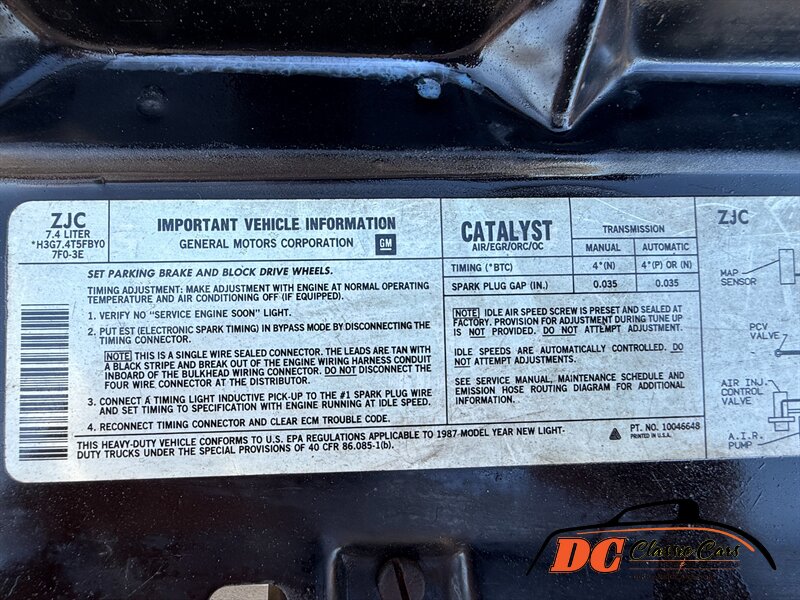 ZJC
7.4 LITER
*H3G7.4T5FBY0
7F0-3E
IMPORTANT VEHICLE INFORMATION
GENERAL MOTORS CORPORATION
GM
SET PARKING BRAKE AND BLOCK DRIVE WHEELS.
TIMING ADJUSTMENT: MAKE ADJUSTMENT WITH ENGINE AT NORMAL OPERATING
TEMPERATURE AND AIR CONDITIONING OFF (IF EQUIPPED).
1. VERIFY NO "SERVICE ENGINE SOON" LIGHT.
2. PUT EST (ELECTRONIC SPARK TIMING) IN BYPASS MODE BY DISCONNECTING THE
TIMING CONNECTOR.
NOTE THIS IS A SINGLE WIRE SEALED CONNECTOR. THE LEADS ARE TAN WITH
A BLACK STRIPE AND BREAK OUT OF THE ENGINE WIRING HARNESS CONDUIT
INBOARD OF THE BULKHEAD WIRING CONNECTOR. DO NOT DISCONNECT THE
FOUR WIRE CONNECTOR AT THE DISTRIBUTOR.
3. CONNECT A TIMING LIGHT INDUCTIVE PICK-UP TO THE #1 SPARK PLUG WIRE
AND SET TIMING TO SPECIFICATION WITH ENGINE RUNNING AT IDLE SPEED.
4. RECONNECT TIMING CONNECTOR AND CLEAR ECM TROUBLE CODE.
CATALYST
AIR/EGR/ORC/OC
TRANSMISSION
MANUAL AUTOMATIC
TIMING (°BTC) 4°(N) 4°(P) OR (N)
SPARK PLUG GAP (IN.) 0.035 0.035
NOTE IDLE AIR SPEED SCREW IS PRESET AND SEALED AT
FACTORY. PROVISION FOR ADJUSTMENT DURING TUNE UP
IS NOT PROVIDED. DO NOT ATTEMPT ADJUSTMENT.
IDLE SPEEDS ARE AUTOMATICALLY CONTROLLED. DO
NOT ATTEMPT ADJUSTMENTS.
SEE SERVICE MANUAL, MAINTENANCE SCHEDULE AND
EMISSION HOSE ROUTING DIAGRAM FOR ADDITIONAL
INFORMATION.
THIS HEAVY-DUTY VEHICLE CONFORMS TO U.S. EPA REGULATIONS APPLICABLE TO 1987 MODEL YEAR NEW LIGHT-
DUTY TRUCKS UNDER THE SPECIAL PROVISIONS OF 40 CFR 86.085-1(b).
PT. NO. 10046648
PRINTED IN U.S.A.
ZJC
MAP
SENSOR
PCV
VALVE
AIR INJ.
CONTROL
VALVE
A.I.R.
PUMP
DC Classic Cars